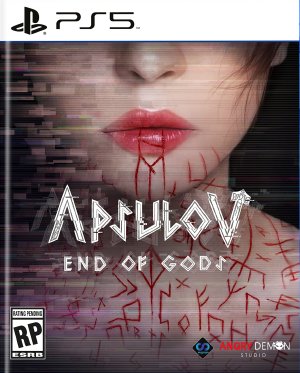 PS5
APSULOV
END OF GODS
RATING PENDING
RP
ESRB
ANGRY DEMON
STUDIO